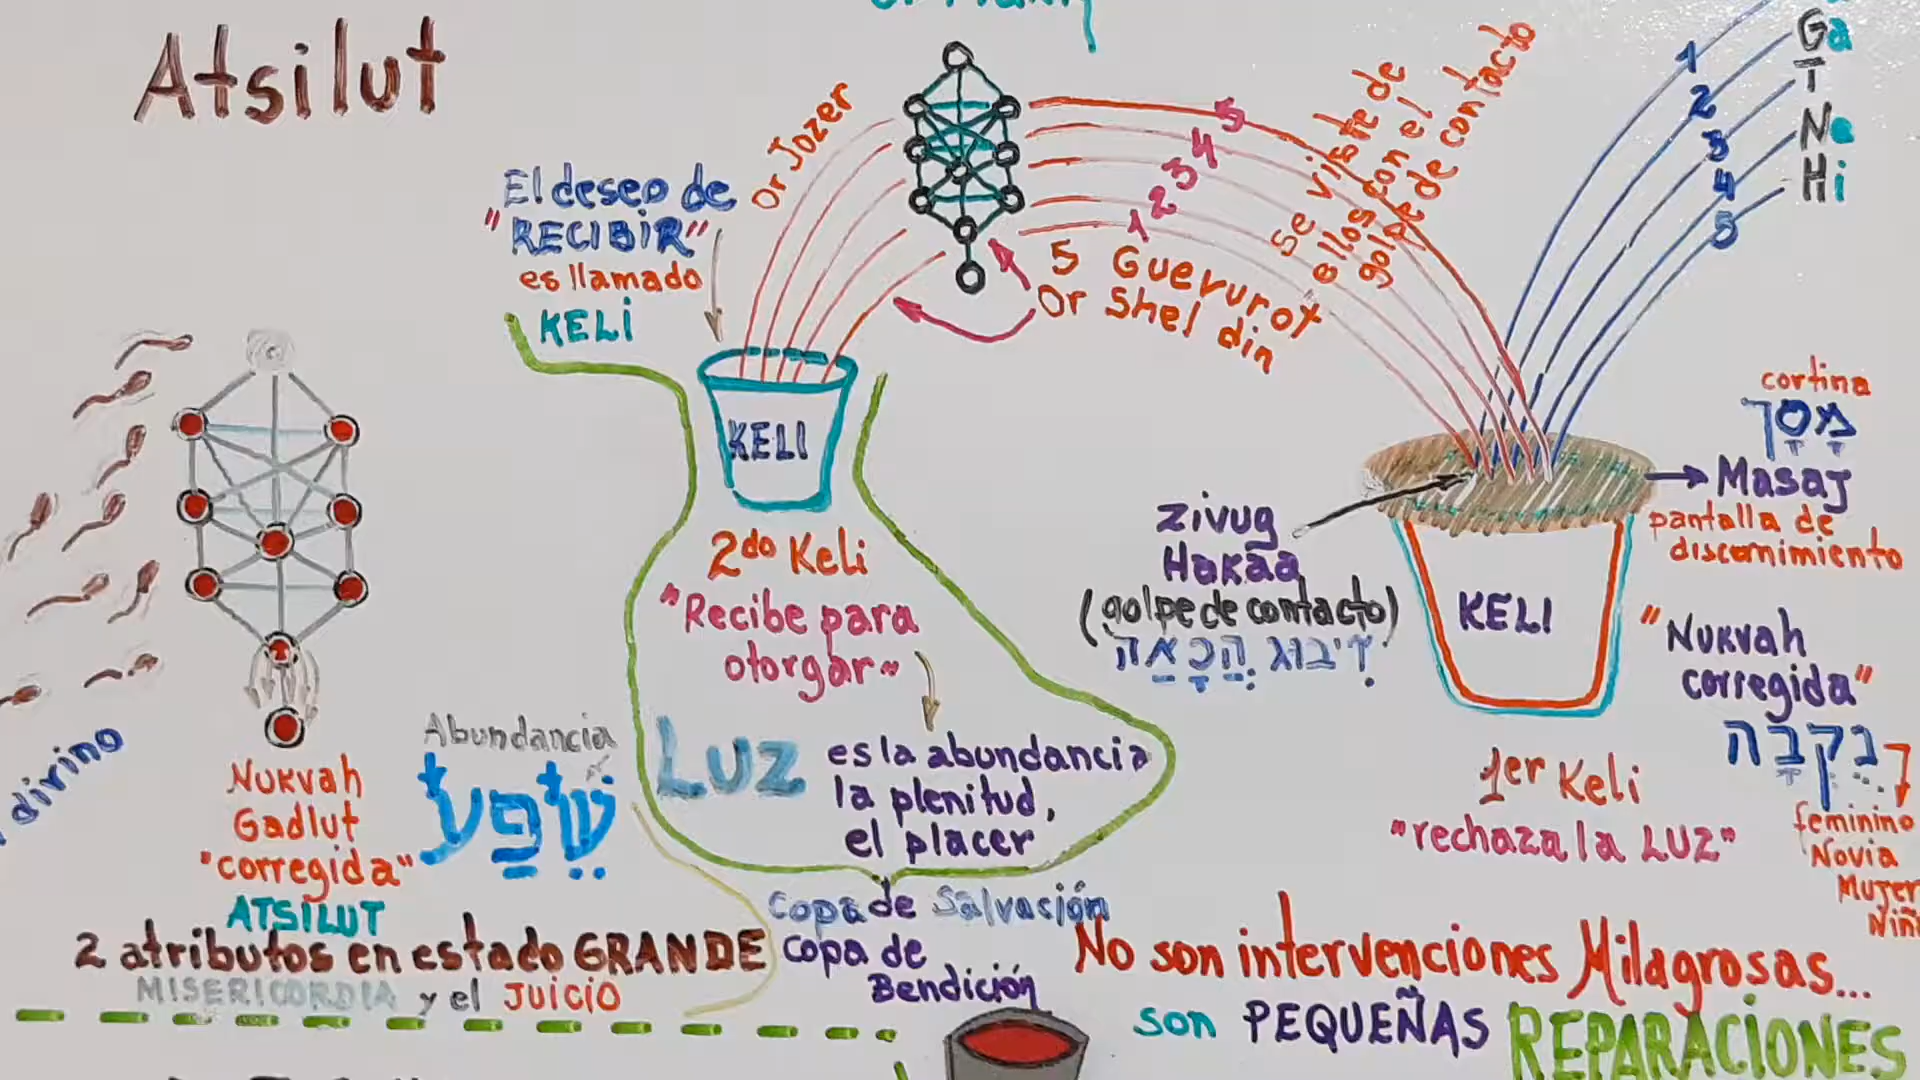 Atsilut
Ga
T
Ne
Hi
1
2
3
4
5
Or Jozer
5
4
3
2
1
Se viste de
ellos con el
golpe de contacto
El deseo de
"RECIBIR"
es llamado
KELI
5 Guevurot
Or Shel din
KELI
2do Keli
"Recibe para
otorgar"
LUZ
es la abundancia
la plenitud,
el placer
Copa de Salvación
Copa de
Bendición
Zivug
Hakaa
(golpe de contacto)
זִיבוּג הֲכָּאָה
cortina
מָסָך
Masaj
pantalla de
discernimiento
KELI
"Nukvah
corregida"
נְקֵבָה
femenino
Novia
Mujer
1er Keli
"rechaza la LUZ"
divino
Nukvah
Gadlut
"corregida"
ATSILUT
Abundancia
שֶׁפַע
2 atributos en estado GRANDE
MISERICORDIA y el JUICIO
No son intervenciones Milagrosas...
son PEQUEÑAS REPARACIONES